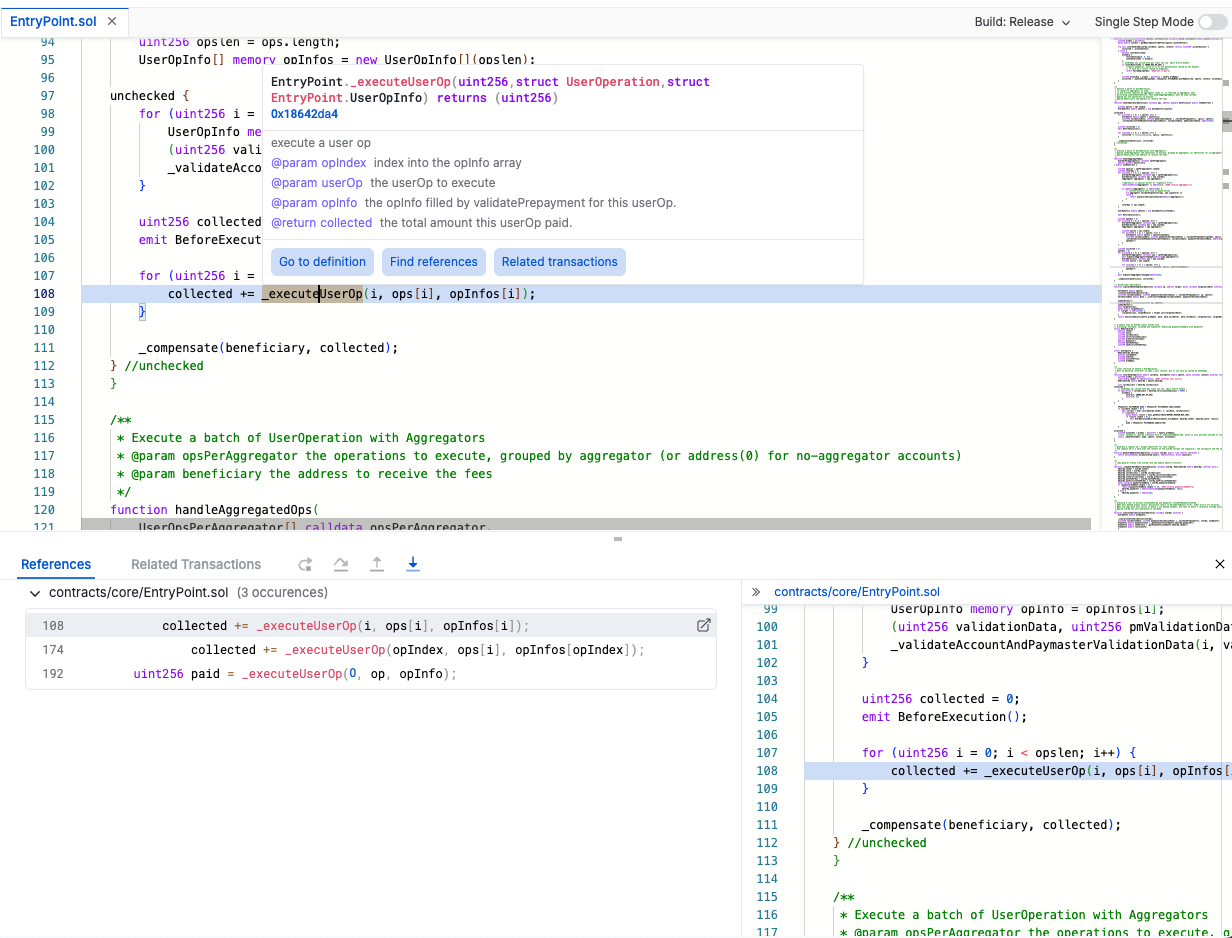 EntryPoint.sol ×
Build: Release
Single Step Mode
94 uint256 opslen = ops.length;
95 UserOpInfo[] memory opInfos = new UserOpInfo[](opslen);
96
97 unchecked {
98 for (uint256 i =
99 UserOpInfo me
100 (uint256 vali
101 _validateAcco
102 }
103
104 uint256 collected
105 emit BeforeExecut
106
107 for (uint256 i =
108 collected += _executeUserOp(i, ops[i], opInfos[i]);
109 }
110
111 _compensate(beneficiary, collected);
112 } //unchecked
113 }
114
115 /**
116 * Execute a batch of UserOperation with Aggregators
117 * @param opsPerAggregator the operations to execute, grouped by aggregator (or address(0) for no-aggregator accounts)
118 * @param beneficiary the address to receive the fees
119 */
120 function handleAggregatedOps(
121 UserOpsPerAggregator[] calldata opsPerAggregator,
EntryPoint._executeUserOp(uint256,struct UserOperation,struct
EntryPoint.UserOpInfo) returns (uint256)
0x18642da4
execute a user op
@param opIndex index into the opInfo array
@param userOp the userOp to execute
@param opInfo the opInfo filled by validatePrepayment for this userOp.
@return collected the total amount this userOp paid.
Go to definition
Find references
Related transactions
References
Related Transactions
contracts/core/EntryPoint.sol (3 occurences)
108 collected += _executeUserOp(i, ops[i], opInfos[i]);
174 collected += _executeUserOp(opIndex, ops[i], opInfos[opIndex]);
192 uint256 paid = _executeUserOp(0, op, opInfo);
contracts/core/EntryPoint.sol
99 UserOpInfo memory opInfo = opInfos[i];
100 (uint256 validationData, uint256 pmValidationDa
101 _validateAccountAndPaymasterValidationData(i, va
102 }
103
104 uint256 collected = 0;
105 emit BeforeExecution();
106
107 for (uint256 i = 0; i < opslen; i++) {
108 collected += _executeUserOp(i, ops[i], opInfos[i
109 }
110
111 _compensate(beneficiary, collected);
112 } //unchecked
113 }
114
115 /**
116 * Execute a batch of UserOperation with Aggregators
117 * @param opsPerAggregator the operations to execute, g